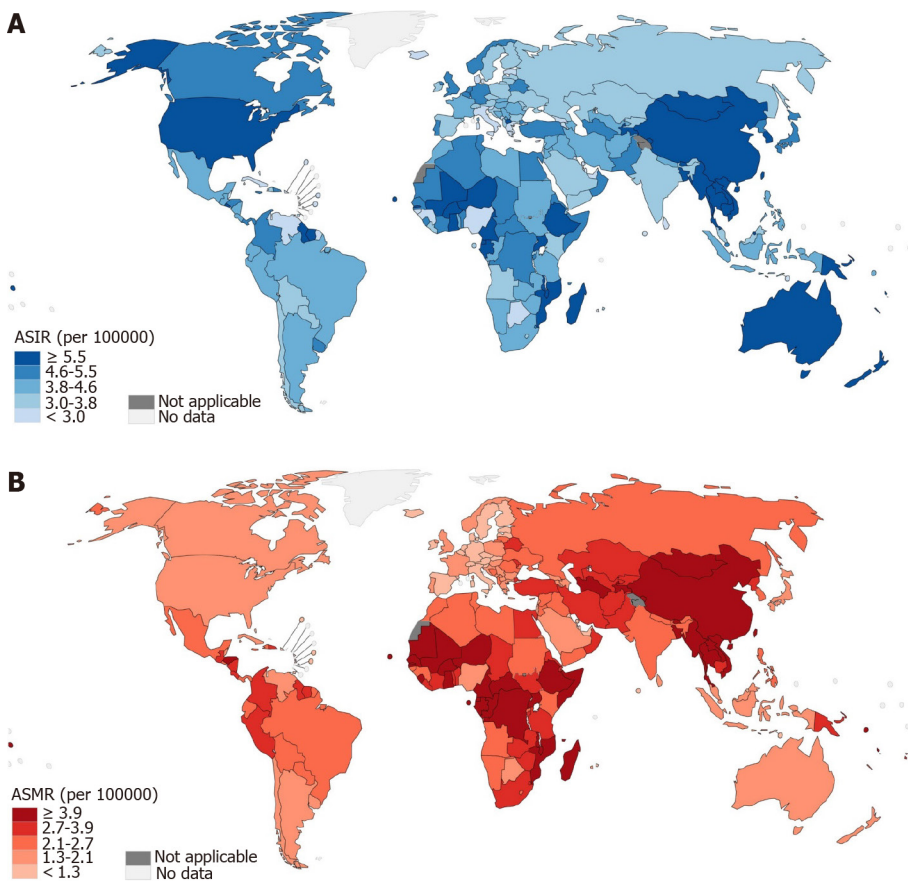 A
ASIR (per 100000)
≥ 5.5
4.6-5.5
3.8-4.6
3.0-3.8
< 3.0
Not applicable
No data
B
ASMR (per 100000)
≥ 3.9
2.7-3.9
2.1-2.7
1.3-2.1
< 1.3
Not applicable
No data